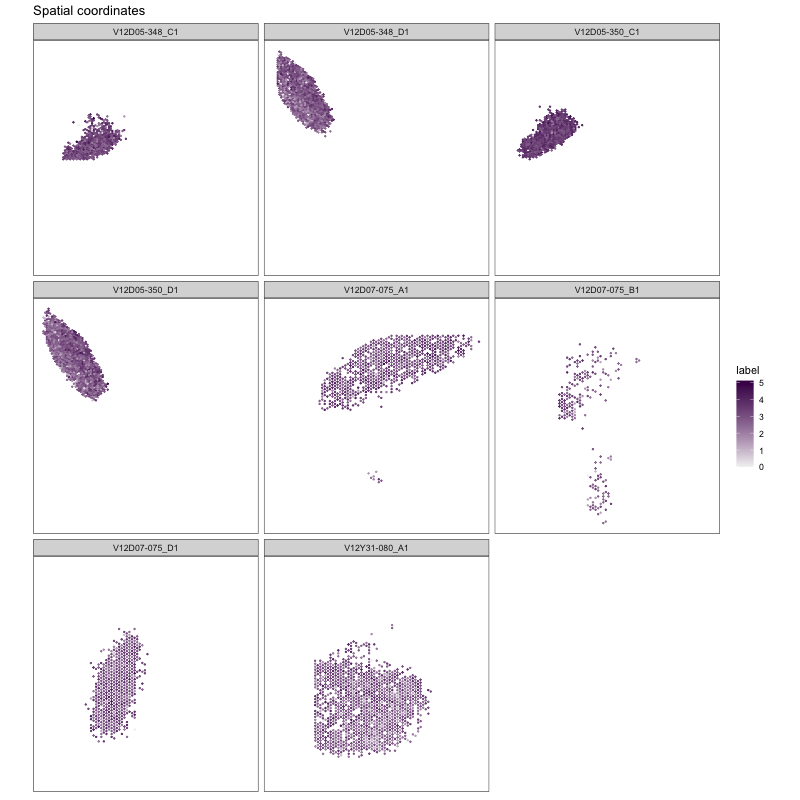 Spatial coordinates
V12D05-348_C1
V12D05-348_D1
V12D05-350_C1
V12D05-350_D1
V12D07-075_A1
V12D07-075_B1
label
5
4
3
2
1
0
V12D07-075_D1
V12Y31-080_A1